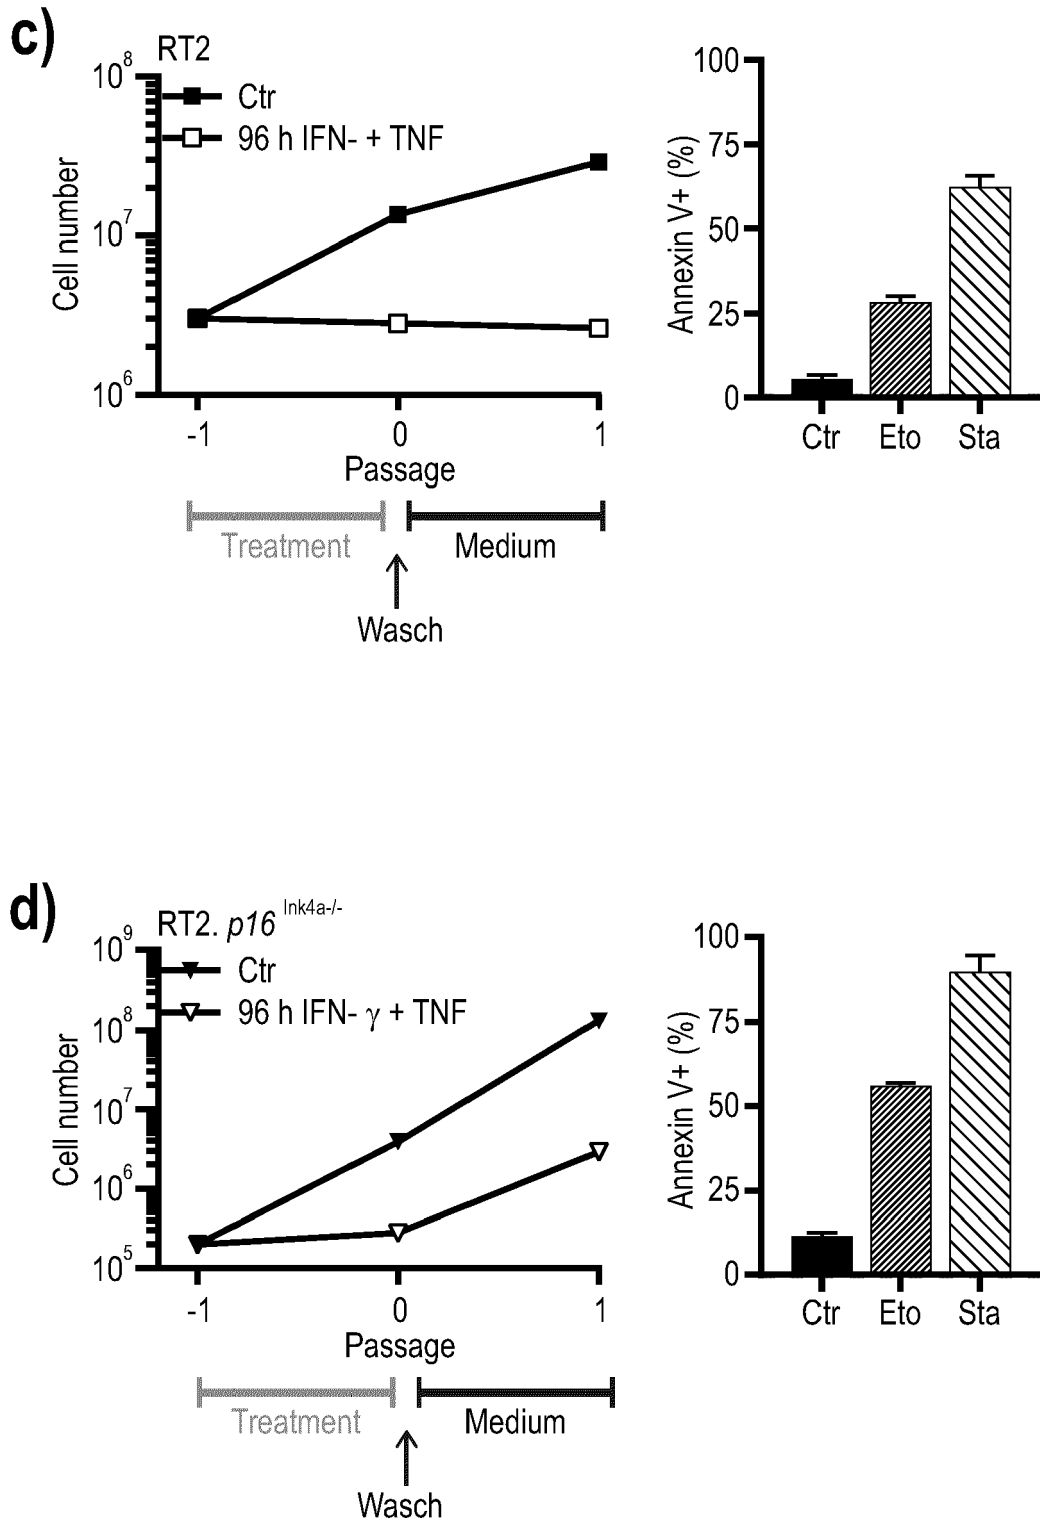 c)
RT2
10^8
Ctr
96 h IFN- + TNF
10^7
10^6
Cell number
-1 0 1
Passage
Treatment Medium
Wasch
100
75
50
25
0
Annexin V+ (%)
Ctr Eto Sta
d)
RT2. p16 Ink4a-/-
10^9
Ctr
96 h IFN- γ + TNF
10^8
10^7
10^6
10^5
Cell number
-1 0 1
Passage
Treatment Medium
Wasch
100
75
50
25
0
Annexin V+ (%)
Ctr Eto Sta